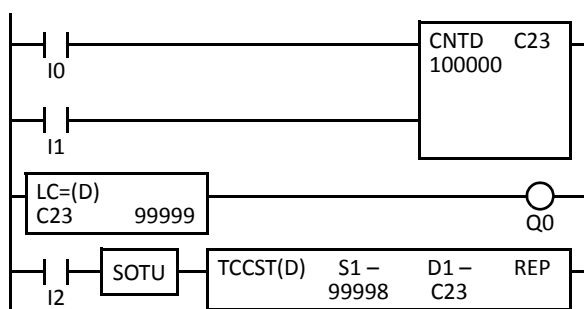 CNTD C23
100000
I0
I1
LC=(D)
C23 99999
Q0
SOTU
TCCST(D) S1 – D1 – REP
99998 C23
I2